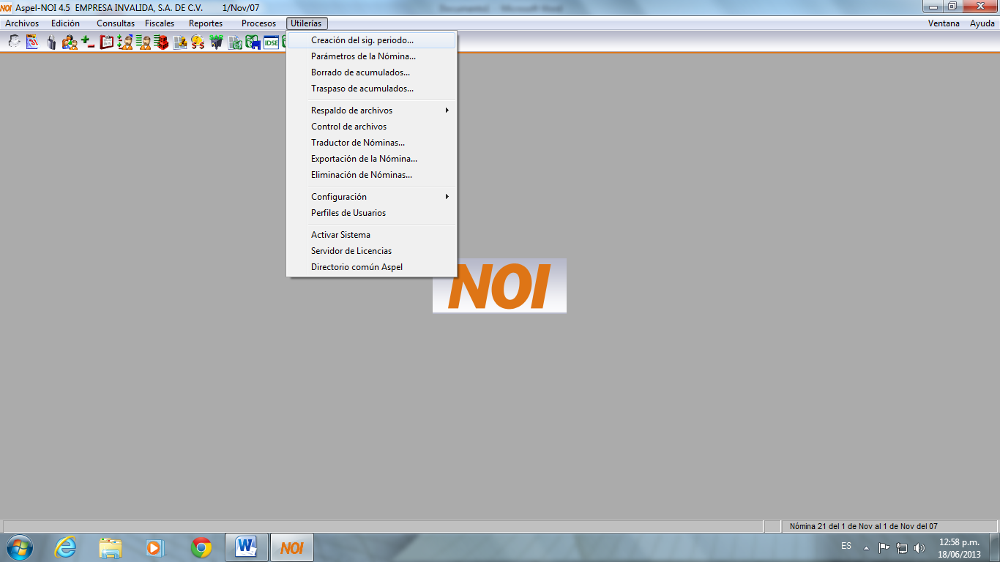 NOI Aspel-NOI 4.5 EMPRESA INVALIDA, S.A. DE C.V. 1/Nov/07
Archivos Edición Consultas Fiscales Reportes Procesos Utilerías Ventana Ayuda
IDSE
Creación del sig. periodo...
Parámetros de la Nómina...
Borrado de acumulados...
Traspaso de acumulados...
Respaldo de archivos
Control de archivos
Traductor de Nóminas...
Exportación de la Nómina...
Eliminación de Nóminas...
Configuración
Perfiles de Usuarios
Activar Sistema
Servidor de Licencias
Directorio común Aspel
NOI
Nómina 21 del 1 de Nov al 1 de Nov del 07
W NOI ES 12:58 p.m.
18/06/2013